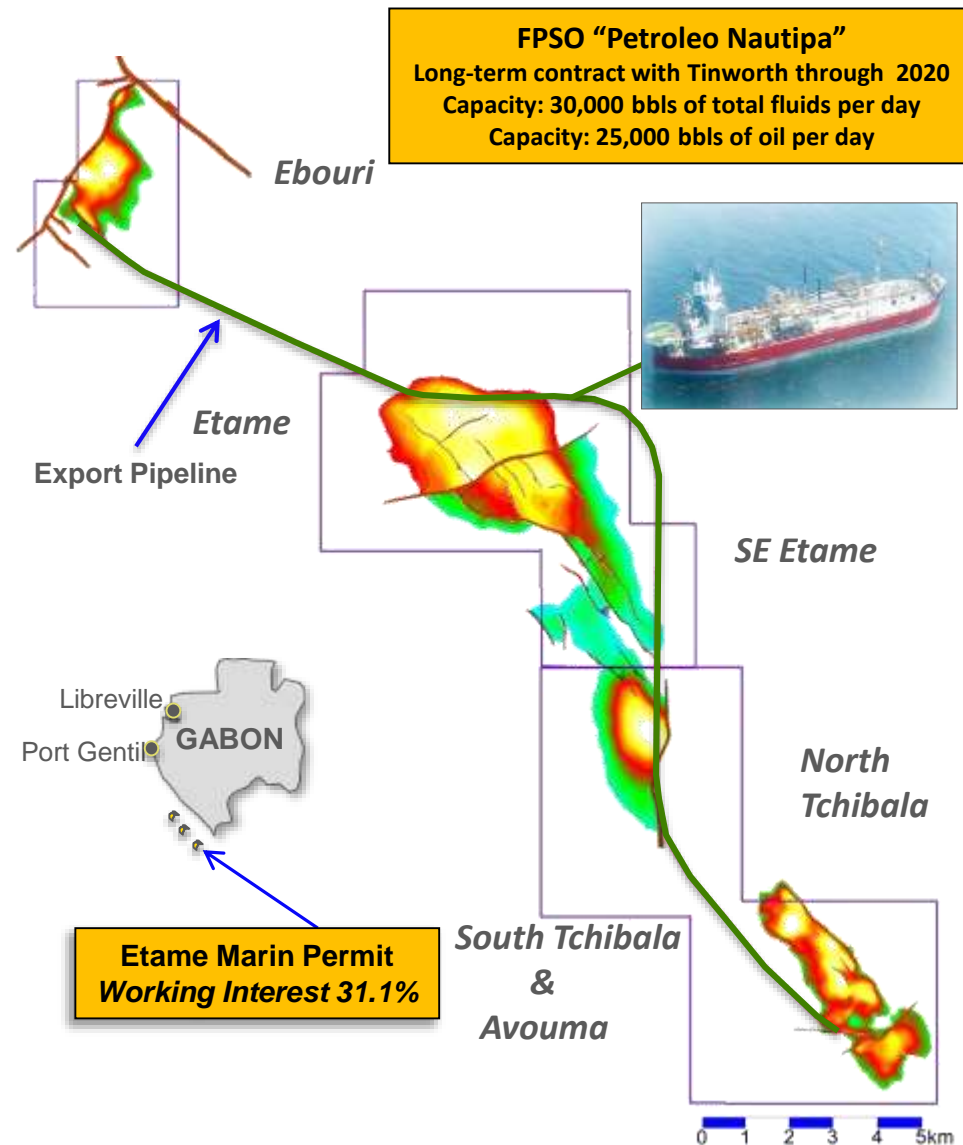 FPSO “Petroleo Nautipa”
Long-term contract with Tinworth through 2020
Capacity: 30,000 bbls of total fluids per day
Capacity: 25,000 bbls of oil per day
Ebouri
Etame
Export Pipeline
SE Etame
Libreville
Port Gentil
GABON
North
Tchibala
Etame Marin Permit
Working Interest 31.1%
South Tchibala
&
Avouma
0 1 2 3 4 5km